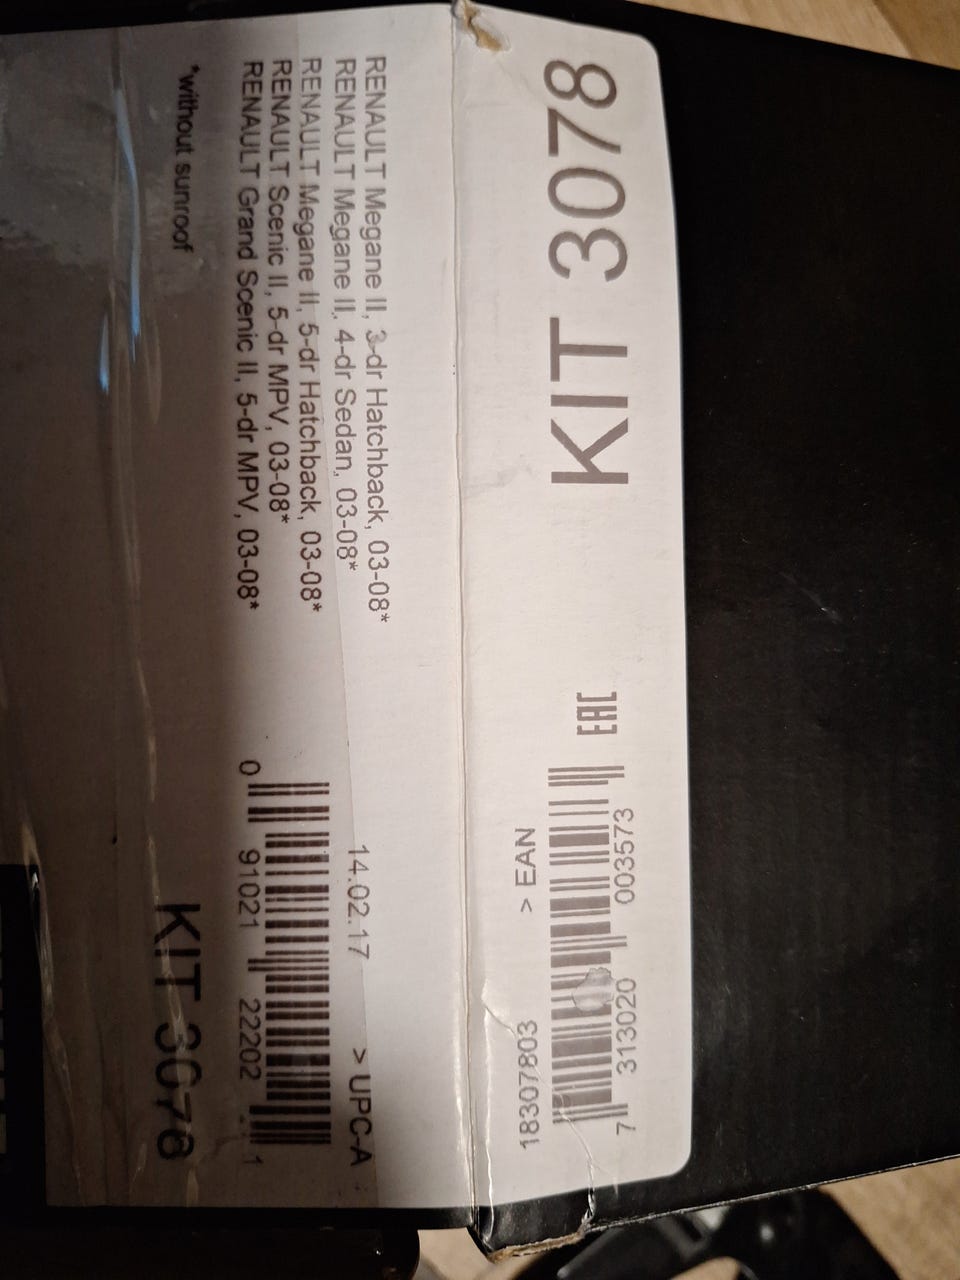 KIT 3078
EAC
7 313020 003573
18307803 > EAN
RENAULT Megane II, 3-dr Hatchback, 03-08*
RENAULT Megane II, 4-dr Sedan, 03-08*
RENAULT Megane II, 5-dr Hatchback, 03-08*
RENAULT Scenic II, 5-dr MPV, 03-08*
RENAULT Grand Scenic II, 5-dr MPV, 03-08*
*without sunroof
14.02.17 > UPC-A
0 91021 22202 1
KIT 3078